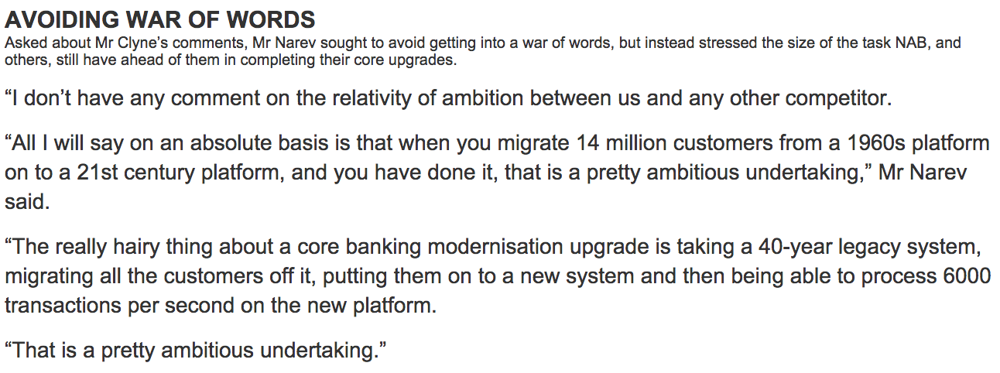 AVOIDING WAR OF WORDS
Asked about Mr Clyne’s comments, Mr Narev sought to avoid getting into a war of words, but instead stressed the size of the task NAB, and
others, still have ahead of them in completing their core upgrades.
“I don’t have any comment on the relativity of ambition between us and any other competitor.
“All I will say on an absolute basis is that when you migrate 14 million customers from a 1960s platform
on to a 21st century platform, and you have done it, that is a pretty ambitious undertaking,” Mr Narev
said.
“The really hairy thing about a core banking modernisation upgrade is taking a 40-year legacy system,
migrating all the customers off it, putting them on to a new system and then being able to process 6000
transactions per second on the new platform.
“That is a pretty ambitious undertaking.”